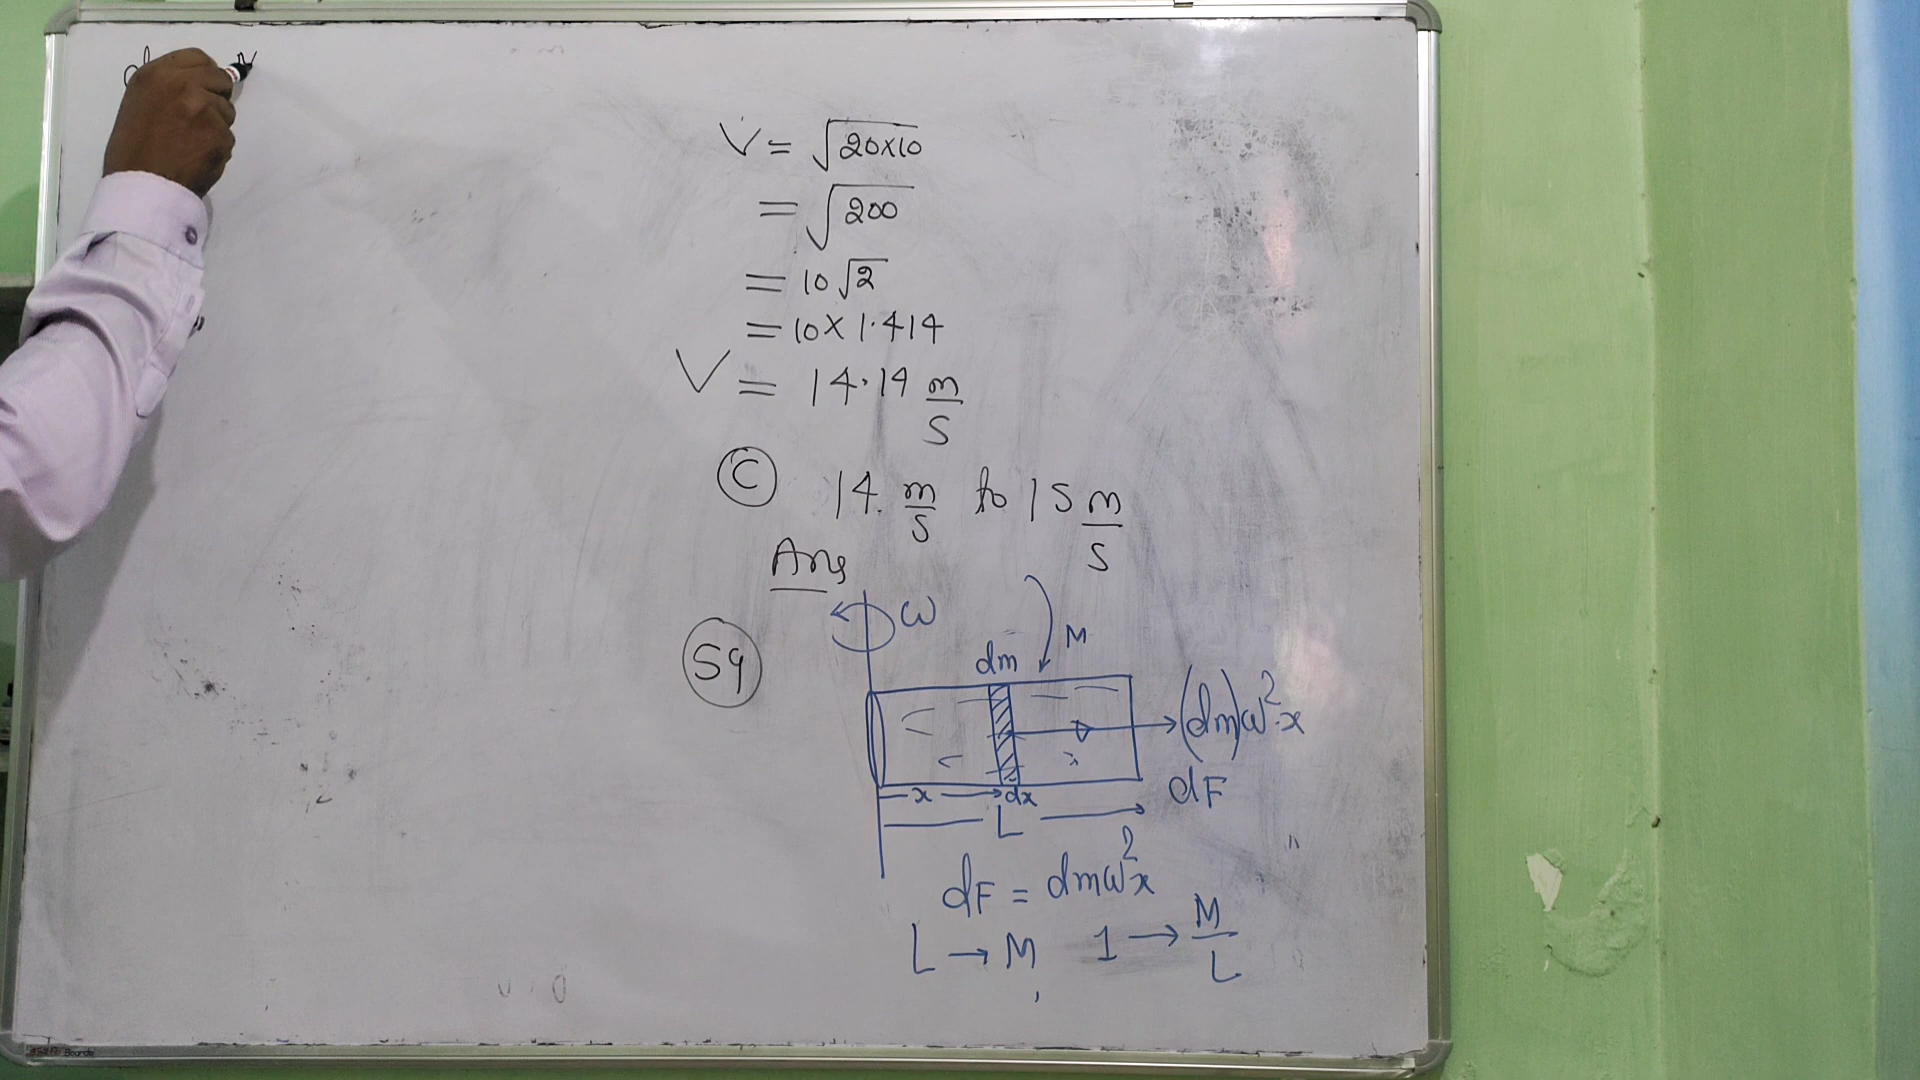 d
V = √20×10
= √200
= 10√2
= 10 × 1.414
V = 14.14 m/s
C 14. m/s to 15 m/s
Ans
ω
59
dm M
(dm)ω²·x
x dx dF
L
dF = dmω²x
L → M 1 → M/L